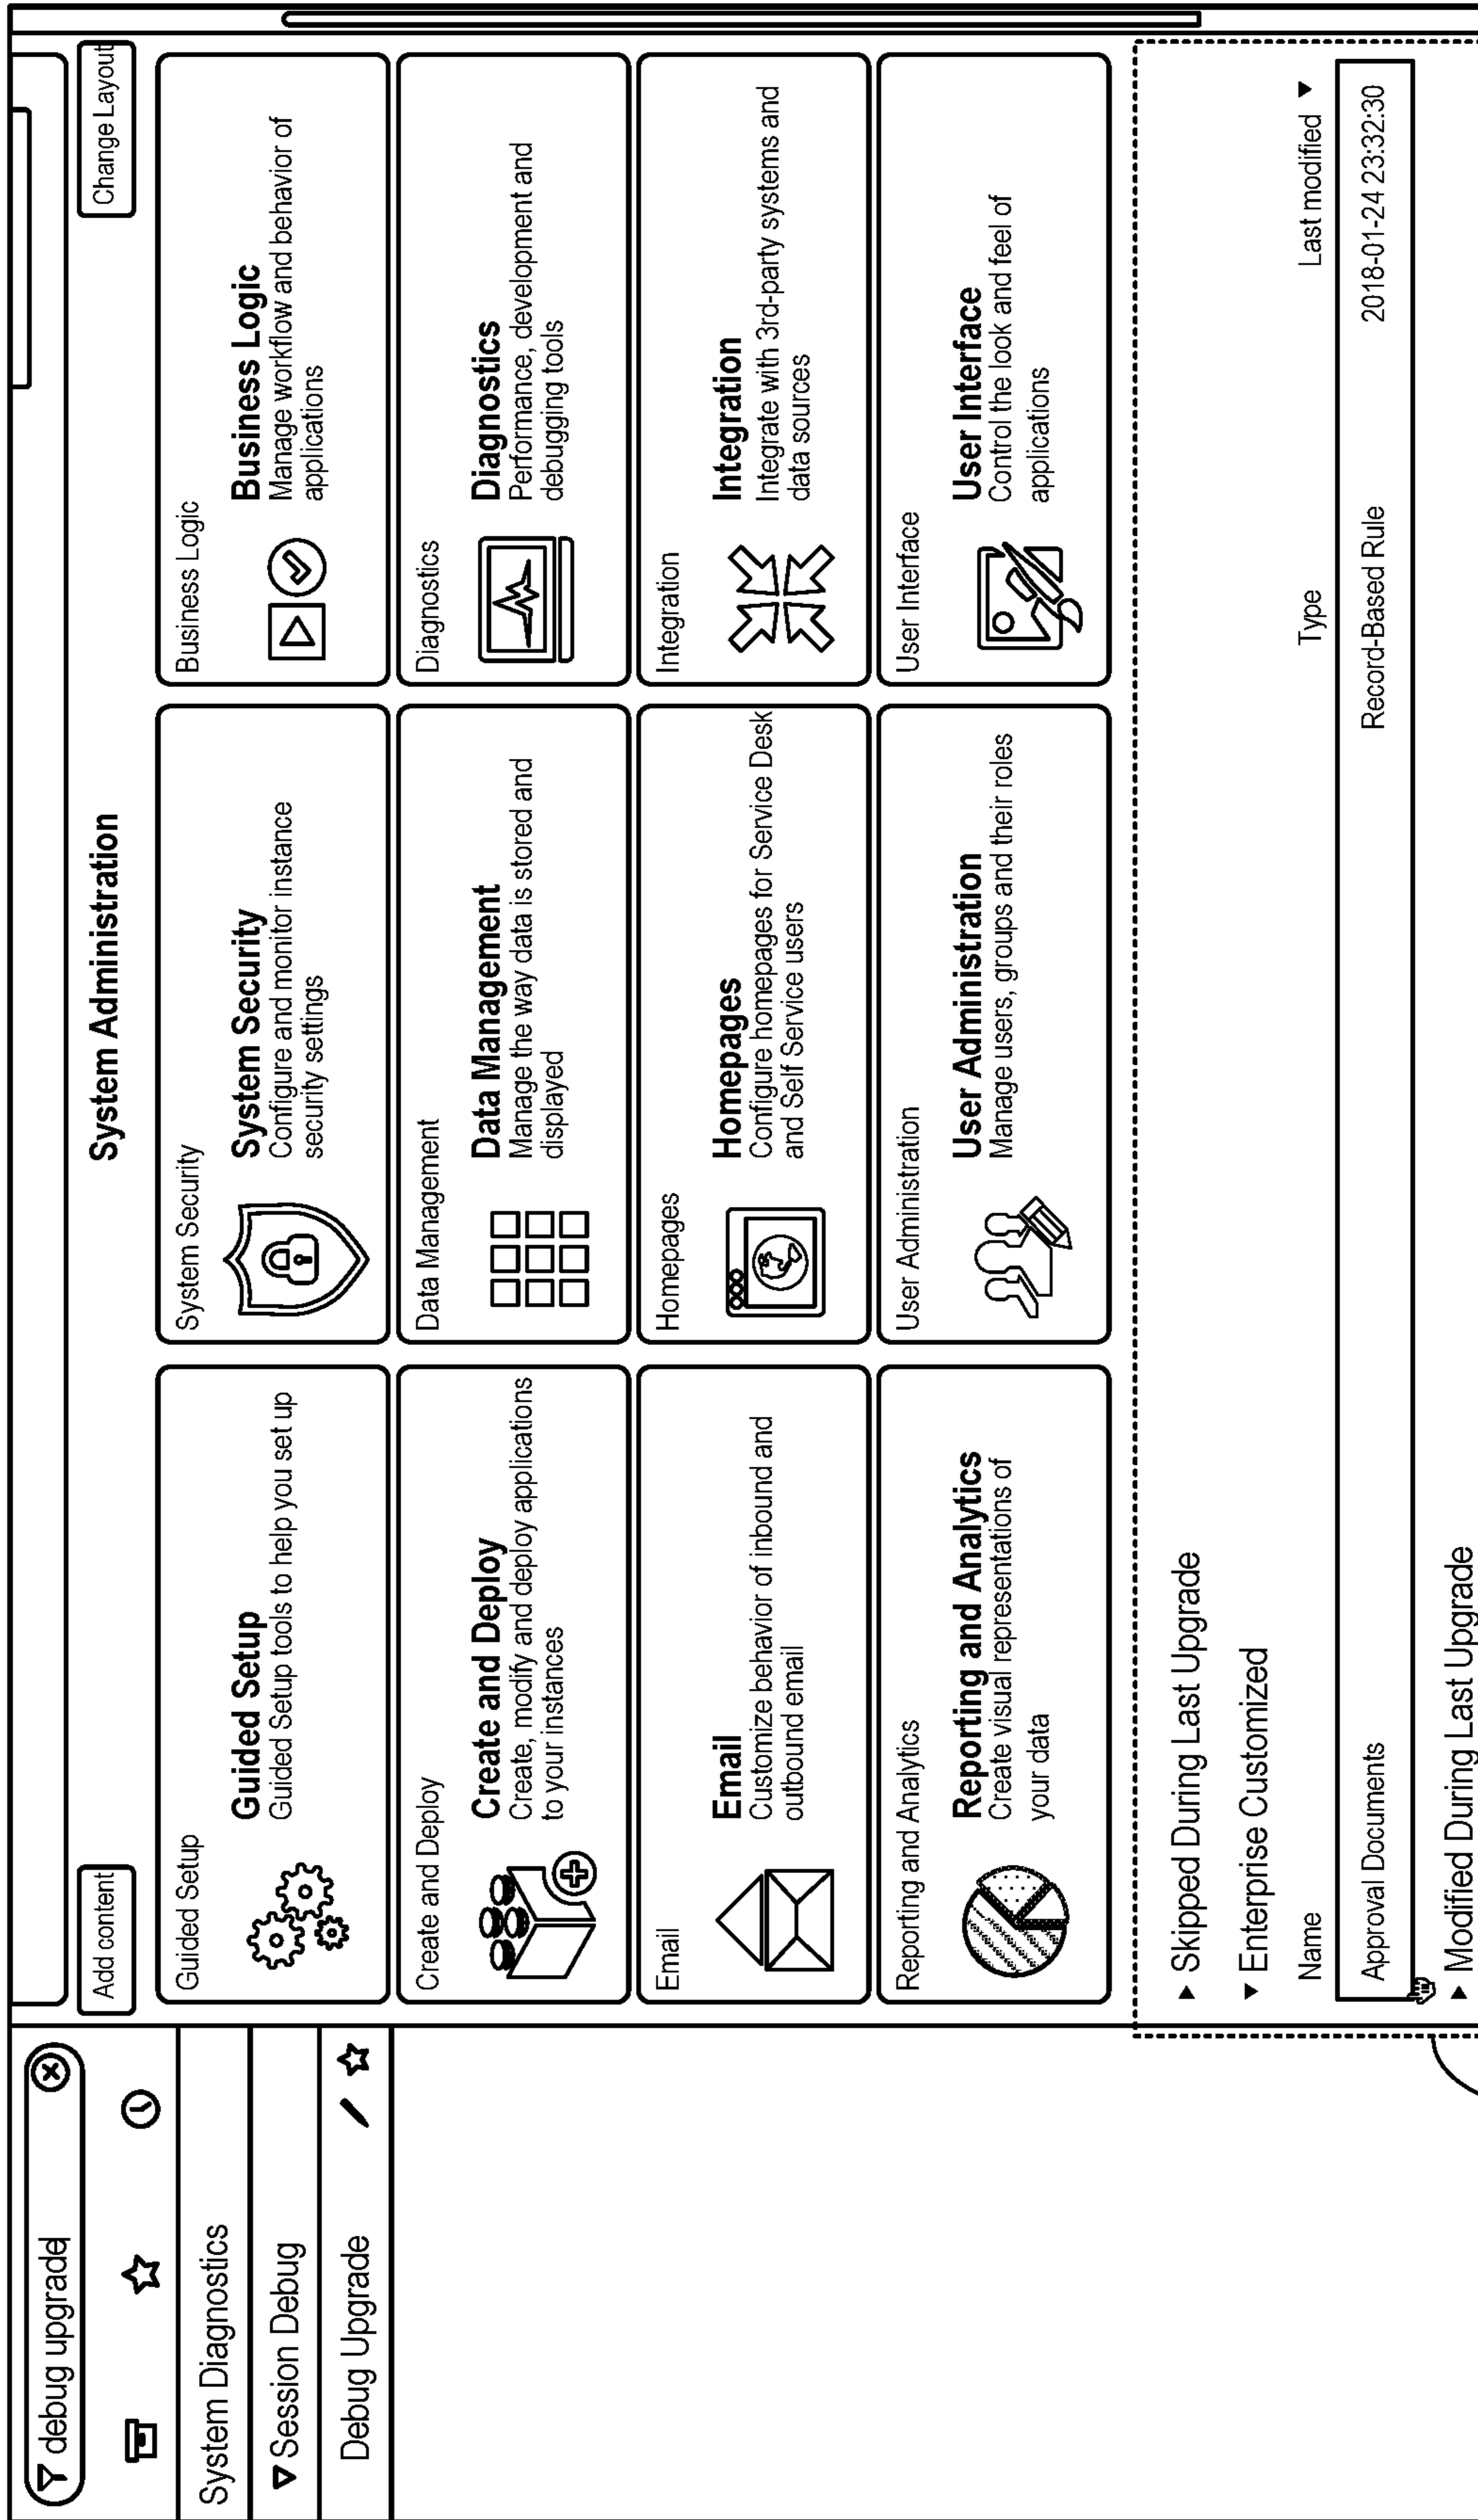 debug upgrade
System Diagnostics
Session Debug
Debug Upgrade
Add content
System Administration
Change Layout
Guided Setup
Guided Setup
Guided Setup tools to help you set up
System Security
System Security
Configure and monitor instance
security settings
Business Logic
Business Logic
Manage workflow and behavior of
applications
Create and Deploy
Create and Deploy
Create, modify and deploy applications
to your instances
Data Management
Data Management
Manage the way data is stored and
displayed
Diagnostics
Diagnostics
Performance, development and
debugging tools
Email
Email
Customize behavior of inbound and
outbound email
Homepages
Homepages
Configure homepages for Service Desk
and Self Service users
Integration
Integration
Integrate with 3rd-party systems and
data sources
Reporting and Analytics
Reporting and Analytics
Create visual representations of
your data
User Administration
User Administration
Manage users, groups and their roles
User Interface
User Interface
Control the look and feel of
applications
Skipped During Last Upgrade
Enterprise Customized
Name Type Last modified
Approval Documents Record-Based Rule 2018-01-24 23:32:30
Modified During Last Upgrade